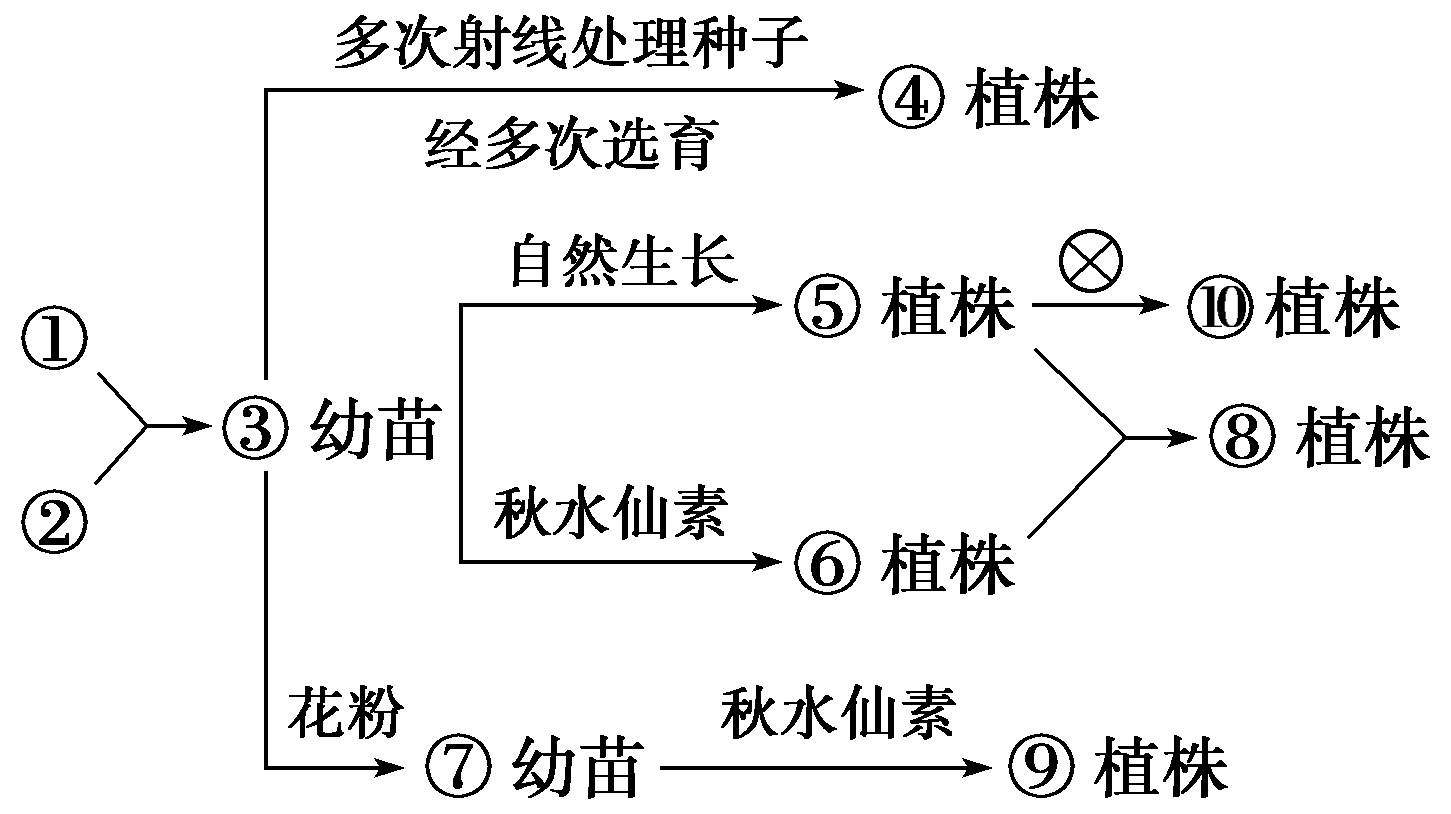 多次射线处理种子
④ 植株
经多次选育
自然生长
⑤ 植株
⑩ 植株
①
③ 幼苗
⑧ 植株
②
秋水仙素
⑥ 植株
花粉
秋水仙素
⑦ 幼苗
⑨ 植株